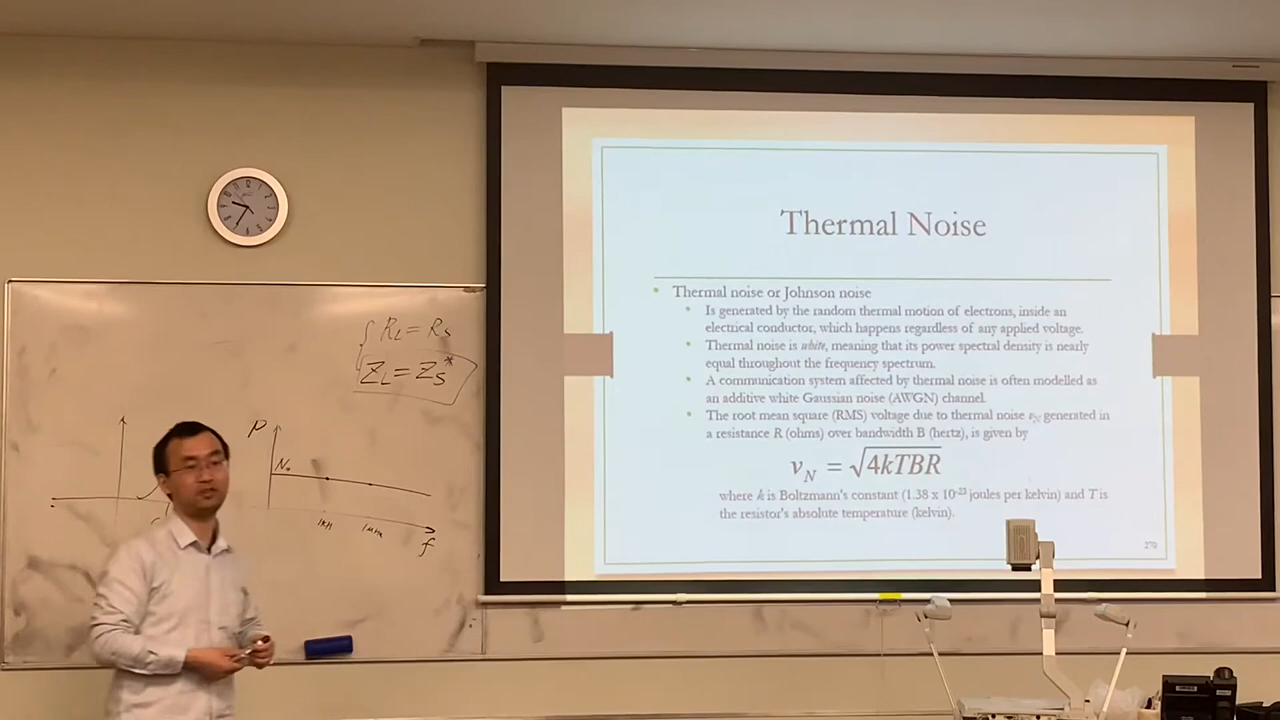 R_L = R_S
Z_L = Z_S*
P
N₀
f
Thermal Noise
• Thermal noise or Johnson noise
• Is generated by the random thermal motion of electrons, inside an
electrical conductor, which happens regardless of any applied voltage.
• Thermal noise is white, meaning that its power spectral density is nearly
equal throughout the frequency spectrum.
• A communication system affected by thermal noise is often modelled as
an additive white Gaussian noise (AWGN) channel.
• The root mean square (RMS) voltage due to thermal noise v_N generated in
a resistance R (ohms) over bandwidth B (hertz), is given by
v_N = √4kTBR
where k is Boltzmann's constant (1.38 x 10⁻²³ joules per kelvin) and T is
the resistor's absolute temperature (kelvin).
270